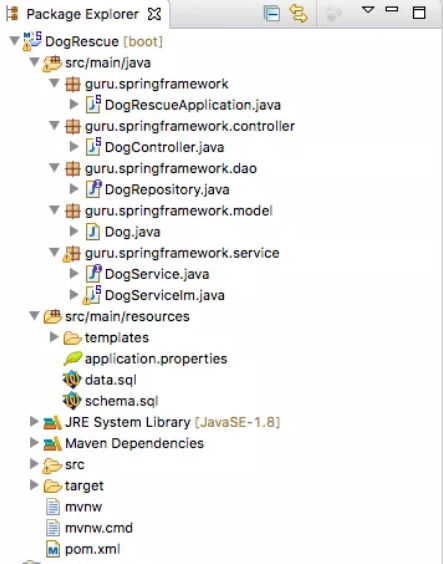 Package Explorer
DogRescue [boot]
src/main/java
guru.springframework
DogRescueApplication.java
guru.springframework.controller
DogController.java
guru.springframework.dao
DogRepository.java
guru.springframework.model
Dog.java
guru.springframework.service
DogService.java
DogServiceIm.java
src/main/resources
templates
application.properties
data.sql
schema.sql
JRE System Library [JavaSE-1.8]
Maven Dependencies
src
target
mvnw
mvnw.cmd
pom.xml